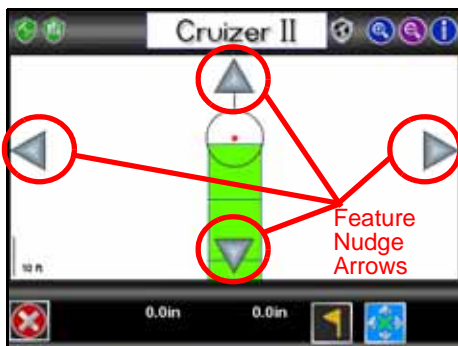 Cruizer II
Feature
Nudge
Arrows
10 ft
0.0in 0.0in